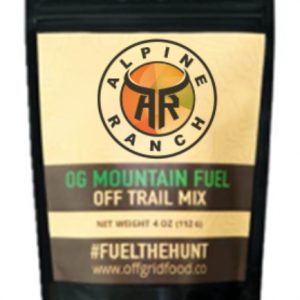 ALPINE
AR
RANCH
OG MOUNTAIN FUEL
OFF TRAIL MIX
NET WEIGHT 4 OZ (112 G)
#FUELTHEHUNT
www.offgridfood.co